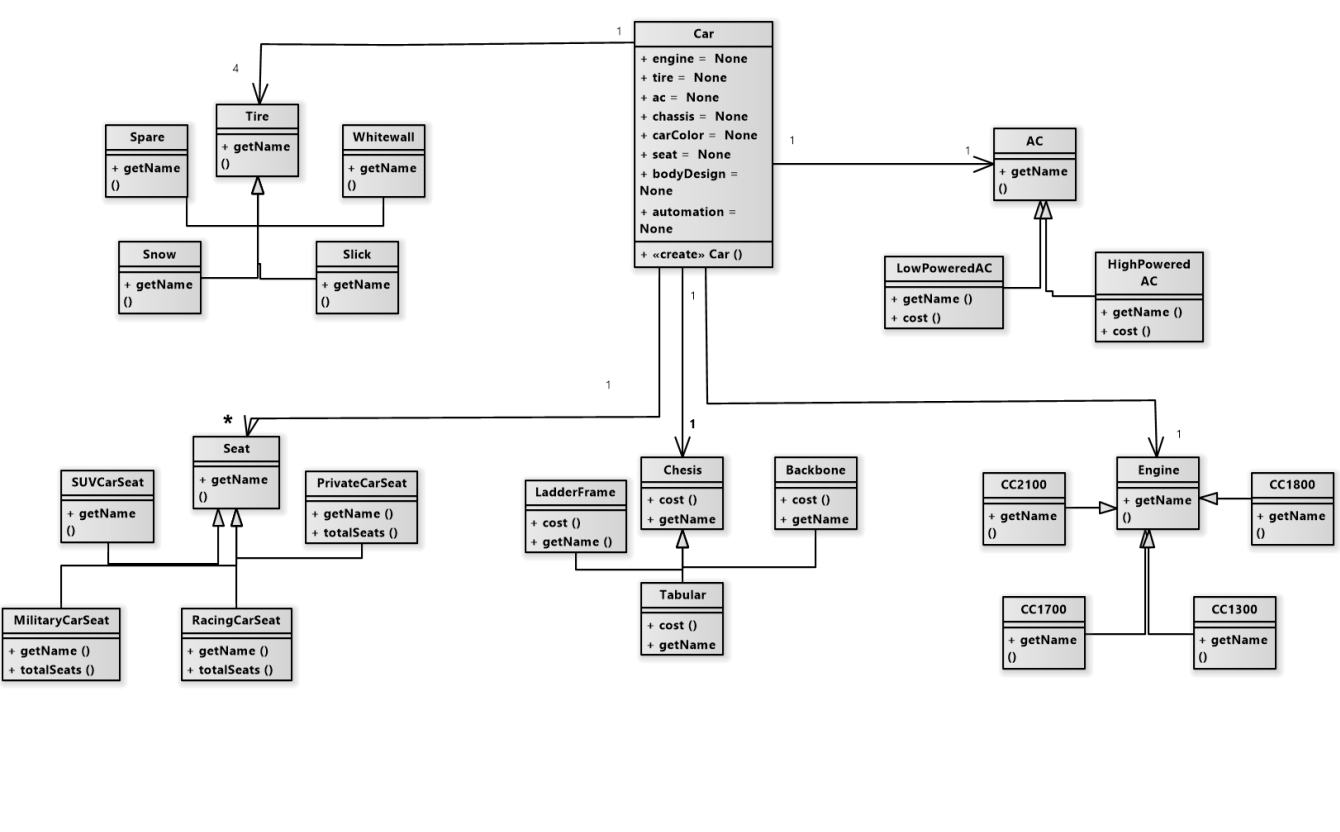 1
Car
+ engine = None
+ tire = None
+ ac = None
+ chassis = None
+ carColor = None
+ seat = None
+ bodyDesign =
None
+ automation =
None
+ «create» Car ()
4
Tire
+ getName
()
Spare
+ getName
()
Whitewall
+ getName
()
Snow
+ getName
()
Slick
+ getName
()
1
1
AC
+ getName
()
LowPoweredAC
+ getName ()
+ cost ()
HighPowered
AC
+ getName ()
+ cost ()
1
1
*
Seat
+ getName
()
SUVCarSeat
+ getName
()
PrivateCarSeat
+ getName ()
+ totalSeats ()
MilitaryCarSeat
+ getName ()
+ totalSeats ()
RacingCarSeat
+ getName ()
+ totalSeats ()
1
Chesis
+ cost ()
+ getName
LadderFrame
+ cost ()
+ getName ()
Backbone
+ cost ()
+ getName
Tabular
+ cost ()
+ getName
1
Engine
+ getName
()
CC2100
+ getName
()
CC1800
+ getName
()
CC1700
+ getName
()
CC1300
+ getName
()